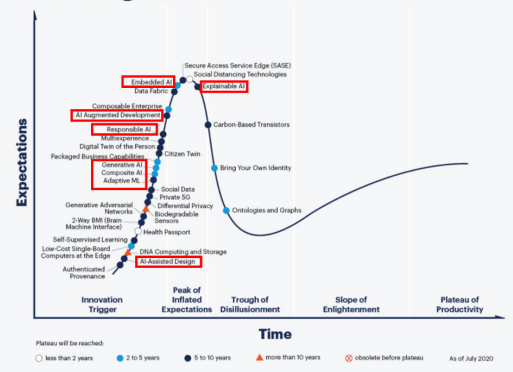 Secure Access Service Edge (SASE)
Social Distancing Technologies
Embedded AI
Explainable AI
Data Fabric
Composable Enterprise
AI Augmented Development
Carbon-Based Transistors
Responsible AI
Multiexperience
Digital Twin of the Person
Citizen Twin
Packaged Business Capabilities
Generative AI
Bring Your Own Identity
Composite AI
Adaptive ML
Social Data
Private 5G
Generative Adversarial
Networks
Differential Privacy
Ontologies and Graphs
Biodegradable
Sensors
2-Way BMI (Brain
Machine Interface)
Health Passport
Self-Supervised Learning
Low-Cost Single-Board
Computers at the Edge
DNA Computing and Storage
AI-Assisted Design
Authenticated
Provenance
Expectations
Innovation
Trigger
Peak of
Inflated
Expectations
Trough of
Disillusionment
Slope of
Enlightenment
Plateau of
Productivity
Time
Plateau will be reached:
less than 2 years
2 to 5 years
5 to 10 years
more than 10 years
obsolete before plateau
As of July 2020